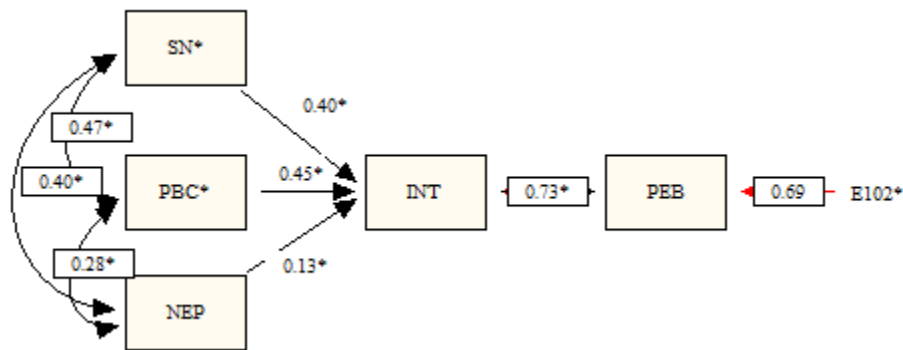 SN*
0.40*
0.47*
0.40*
PBC*
0.45*
INT
0.73*
PEB
0.69
E102*
0.28*
0.13*
NEP